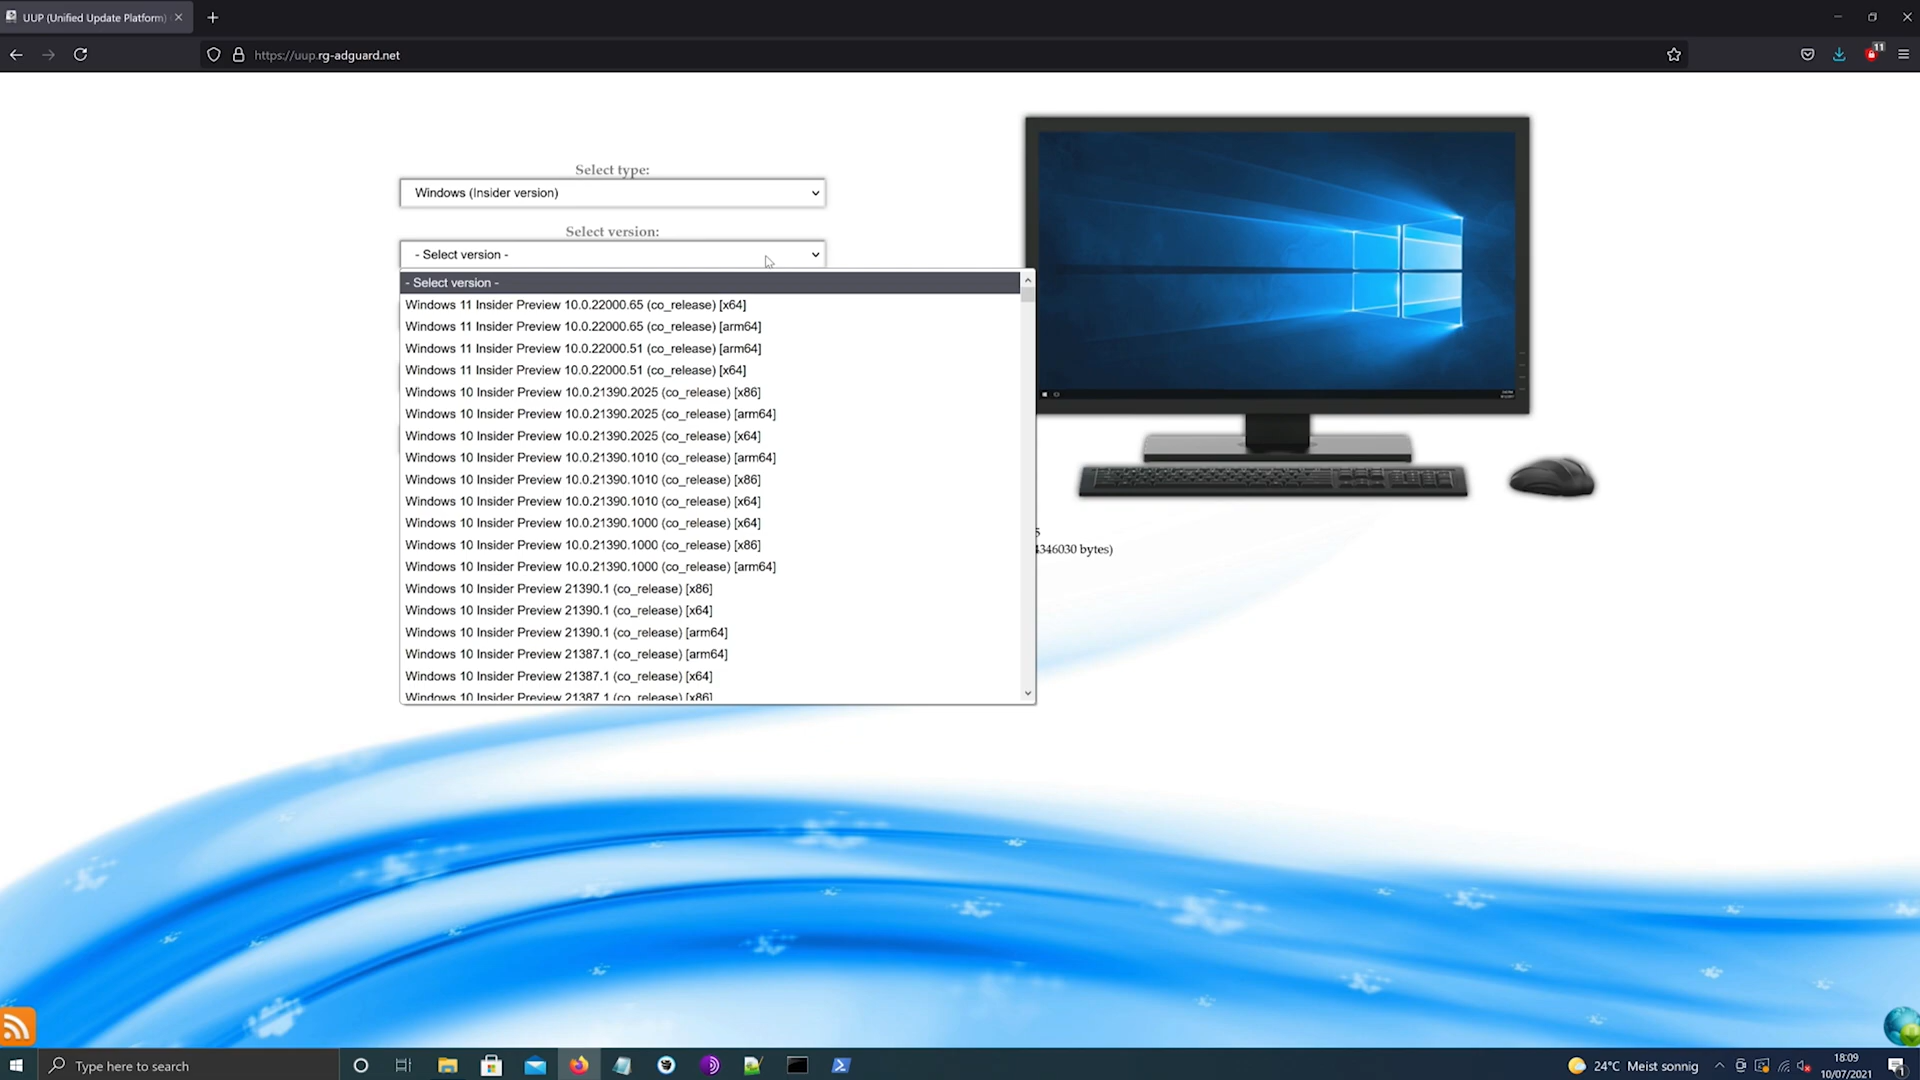 UUP (Unified Update Platform)
https://uup.rg-adguard.net
11
Select type:
Windows (Insider version)
Select version:
- Select version -
- Select version -
Windows 11 Insider Preview 10.0.22000.65 (co_release) [x64]
Windows 11 Insider Preview 10.0.22000.65 (co_release) [arm64]
Windows 11 Insider Preview 10.0.22000.51 (co_release) [arm64]
Windows 11 Insider Preview 10.0.22000.51 (co_release) [x64]
Windows 10 Insider Preview 10.0.21390.2025 (co_release) [x86]
Windows 10 Insider Preview 10.0.21390.2025 (co_release) [arm64]
Windows 10 Insider Preview 10.0.21390.2025 (co_release) [x64]
Windows 10 Insider Preview 10.0.21390.1010 (co_release) [arm64]
Windows 10 Insider Preview 10.0.21390.1010 (co_release) [x86]
Windows 10 Insider Preview 10.0.21390.1010 (co_release) [x64]
Windows 10 Insider Preview 10.0.21390.1000 (co_release) [x64]
Windows 10 Insider Preview 10.0.21390.1000 (co_release) [x86]
Windows 10 Insider Preview 10.0.21390.1000 (co_release) [arm64]
Windows 10 Insider Preview 21390.1 (co_release) [x86]
Windows 10 Insider Preview 21390.1 (co_release) [x64]
Windows 10 Insider Preview 21390.1 (co_release) [arm64]
Windows 10 Insider Preview 21387.1 (co_release) [arm64]
Windows 10 Insider Preview 21387.1 (co_release) [x64]
Windows 10 Insider Preview 21387.1 (co_release) [x86]
4346030 bytes)
Type here to search
24°C Meist sonnig
18:09
10/07/2021